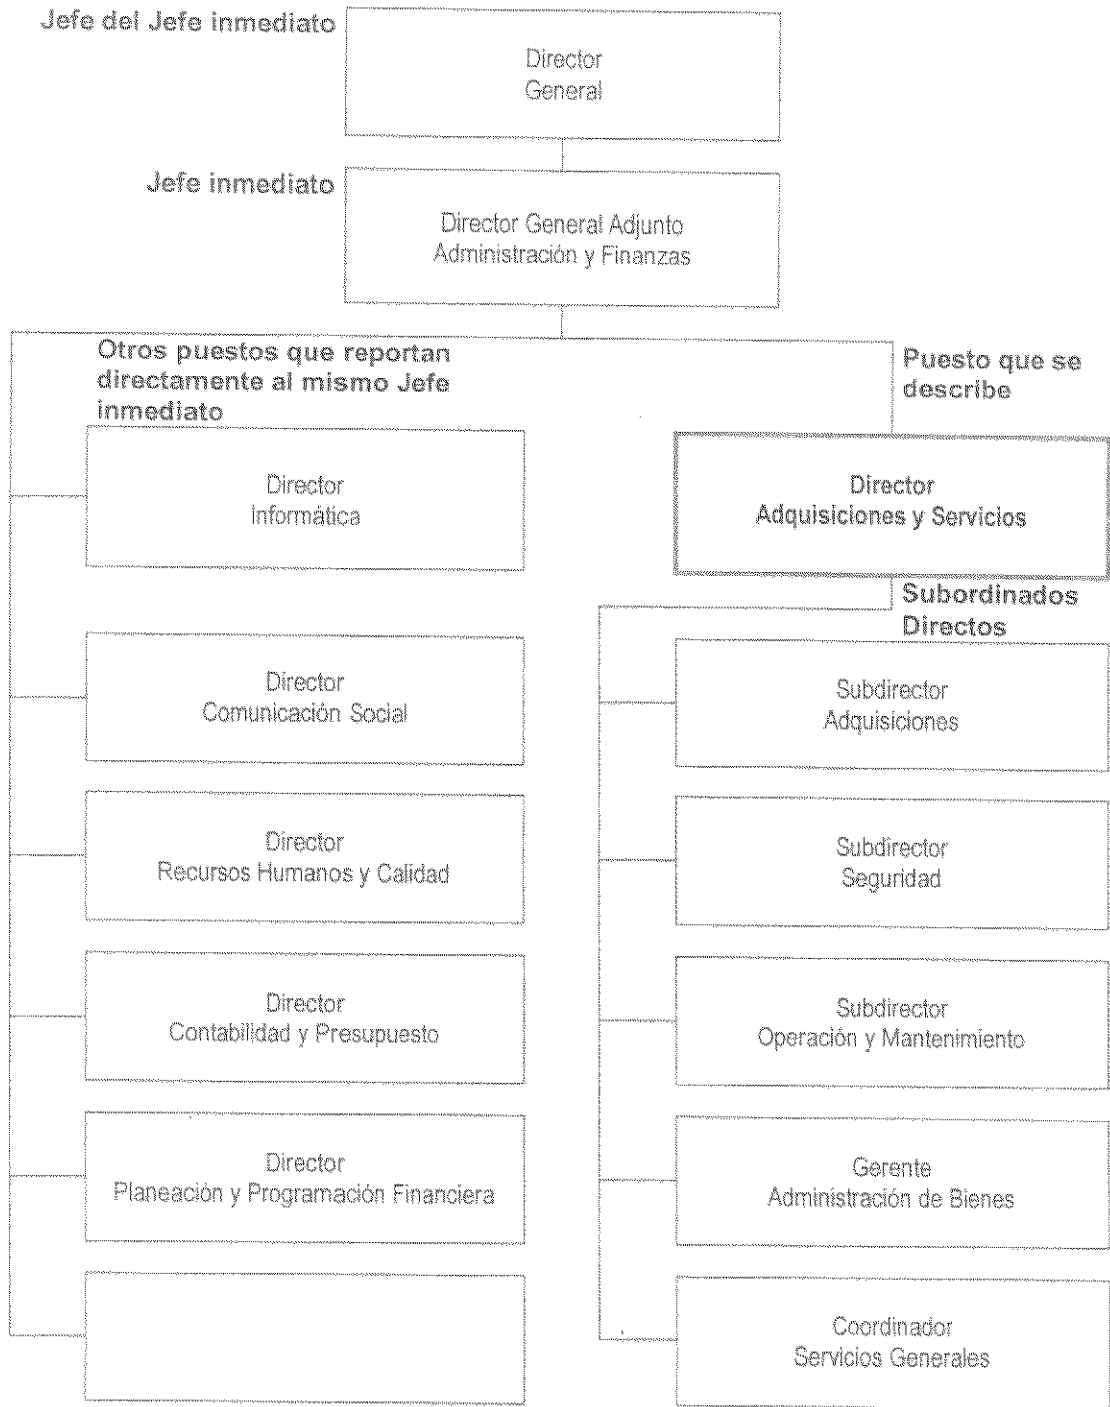 Jefe del Jefe inmediato
Director
General
Jefe inmediato
Director General Adjunto
Administración y Finanzas
Otros puestos que reportan
directamente al mismo Jefe
inmediato
Puesto que se
describe
Director
Informática
Director
Adquisiciones y Servicios
Subordinados
Directos
Director
Comunicación Social
Subdirector
Adquisiciones
Director
Recursos Humanos y Calidad
Subdirector
Seguridad
Director
Contabilidad y Presupuesto
Subdirector
Operación y Mantenimiento
Director
Planeación y Programación Financiera
Gerente
Administración de Bienes
Coordinador
Servicios Generales